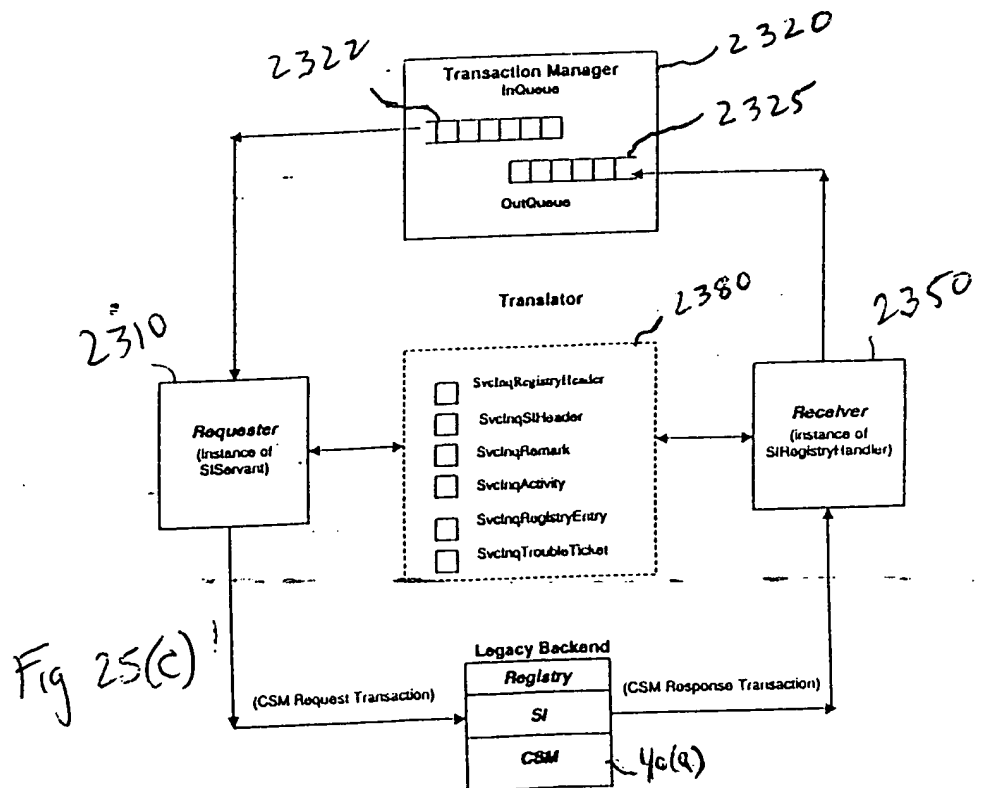 2322
2320
Transaction Manager
InQueue
2325
OutQueue
2310
Translator
2380
2350
Requester
(Instance of
SIServant)
SvcInqRegistryHeader
SvcInqSIHeader
SvcInqRemark
SvcInqActivity
SvcInqRegistryEntry
SvcInqTroubleTicket
Receiver
(instance of
SIRegistryHandler)
Fig 25(c)
Legacy Backend
(CSM Request Transaction)
Registry
(CSM Response Transaction)
SI
CSM
40(a)